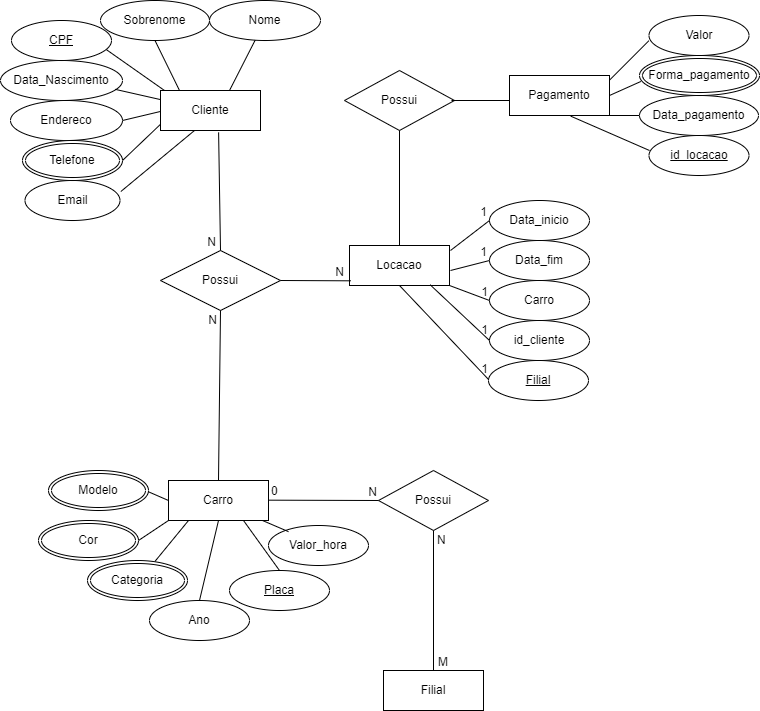 Sobrenome
Nome
CPF
Data_Nascimento
Cliente
Endereco
Telefone
Email
Valor
Forma_pagamento
Possui
Pagamento
Data_pagamento
id_locacao
N
Possui
N
N
Locacao
1
Data_inicio
1
Data_fim
1
Carro
1
id_cliente
1
Filial
Modelo
Carro
0
N
Possui
N
Cor
Valor_hora
Categoria
Placa
Ano
M
Filial